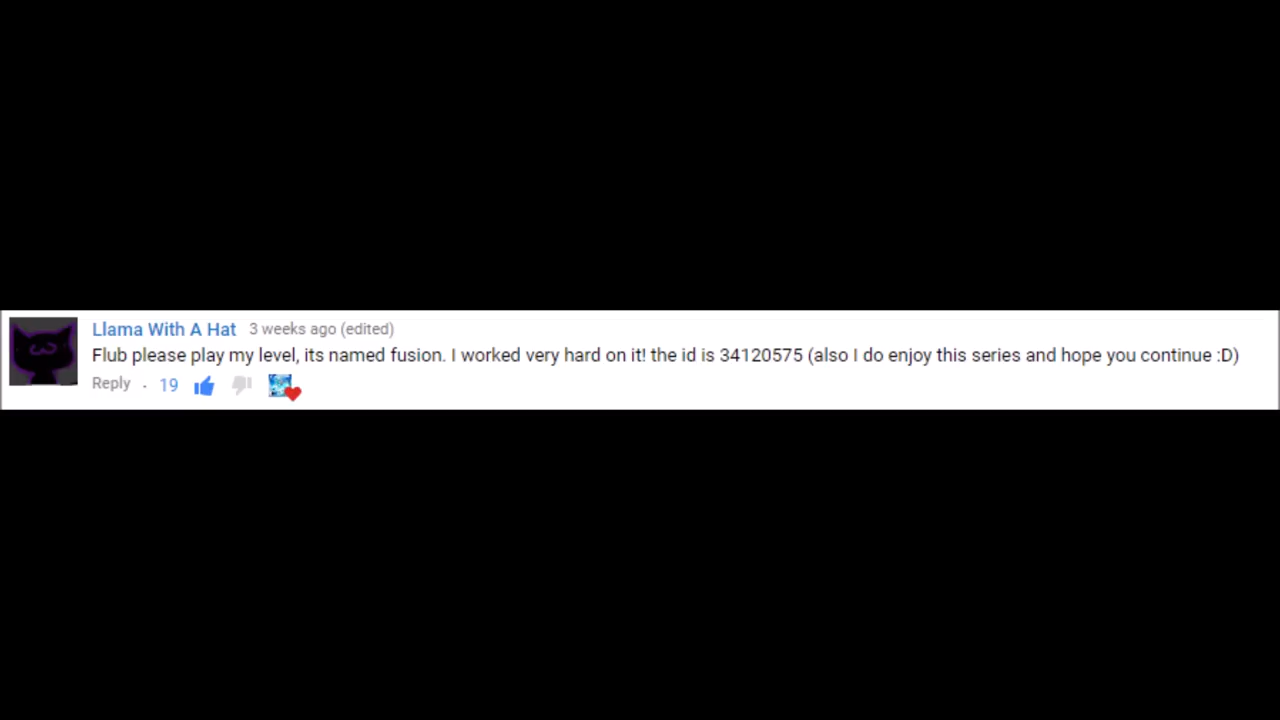 Llama With A Hat 3 weeks ago (edited)
Flub please play my level, its named fusion. I worked very hard on it! the id is 34120575 (also I do enjoy this series and hope you continue :D)
Reply · 19